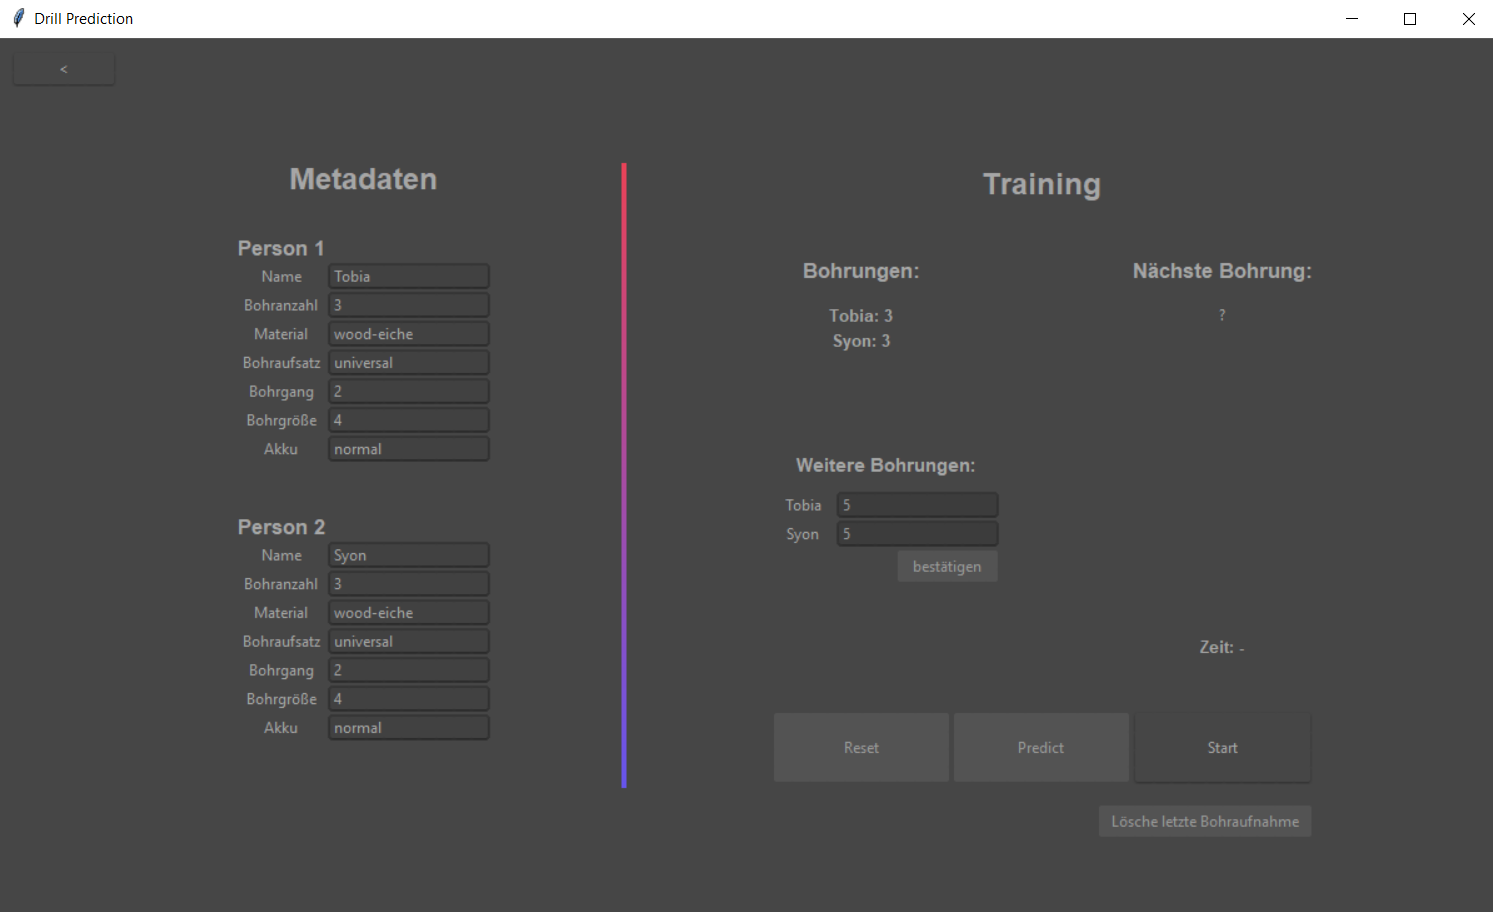 Drill Prediction
<
Metadaten
Person 1
Name Tobia
Bohranzahl 3
Material wood-eiche
Bohraufsatz universal
Bohrgang 2
Bohrgröße 4
Akku normal
Person 2
Name Syon
Bohranzahl 3
Material wood-eiche
Bohraufsatz universal
Bohrgang 2
Bohrgröße 4
Akku normal
Training
Bohrungen:
Tobia: 3
Syon: 3
Nächste Bohrung:
?
Weitere Bohrungen:
Tobia 5
Syon 5
bestätigen
Zeit: -
Reset Predict Start
Lösche letzte Bohraufnahme